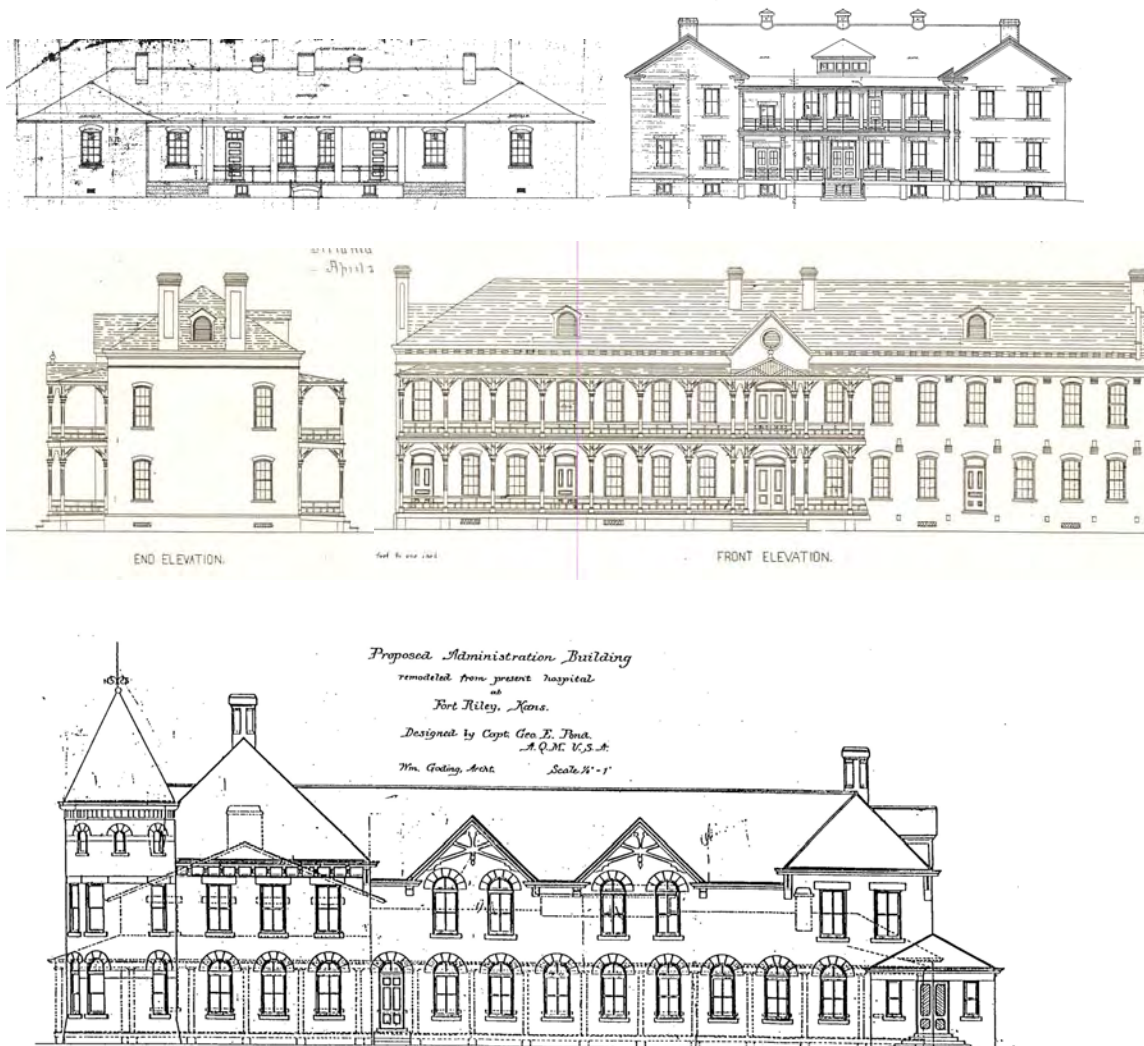 END ELEVATION.
FRONT ELEVATION.
Proposed Administration Building
remodeled from present hospital
at
Fort Riley, Kans.
Designed by Capt. Geo. E. Pond.
A.Q.M. U.S.A.
Wm. Goding, Archt.
Scale ⅛" = 1'